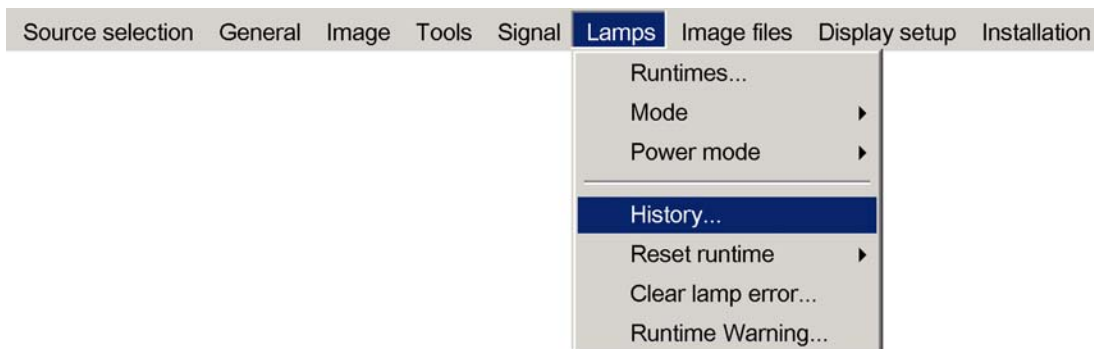 Source selection General Image Tools Signal Lamps Image files Display setup Installation
Runtimes...
Mode
Power mode
History...
Reset runtime
Clear lamp error...
Runtime Warning...